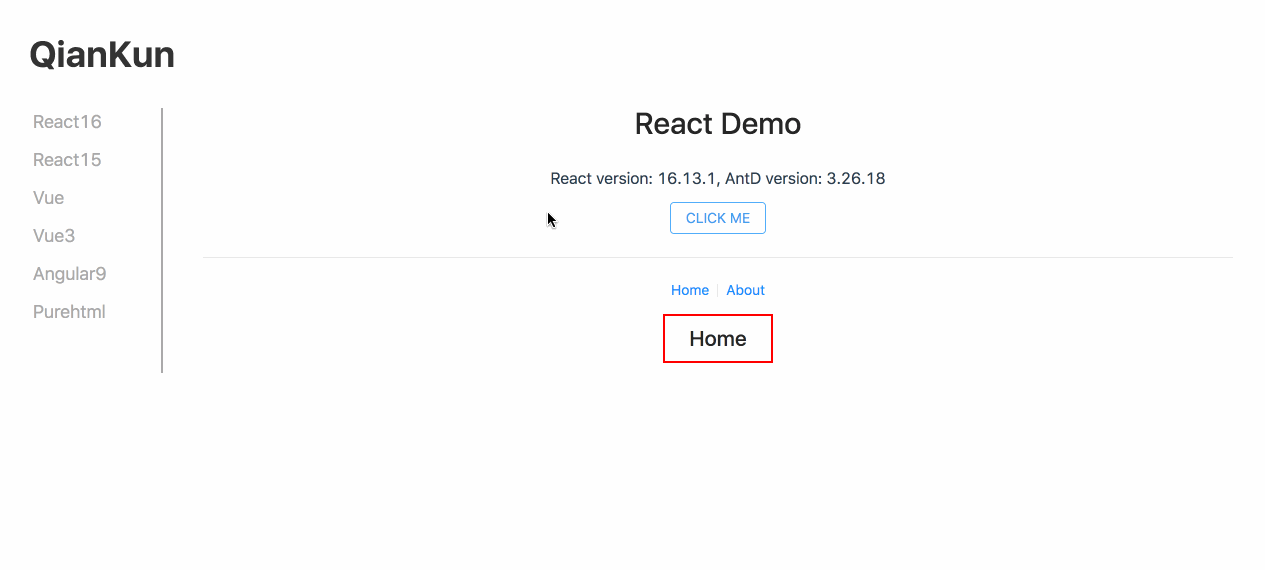 QianKun
React16
React15
Vue
Vue3
Angular9
Purehtml
React Demo
React version: 16.13.1, AntD version: 3.26.18
CLICK ME
Home About
Home